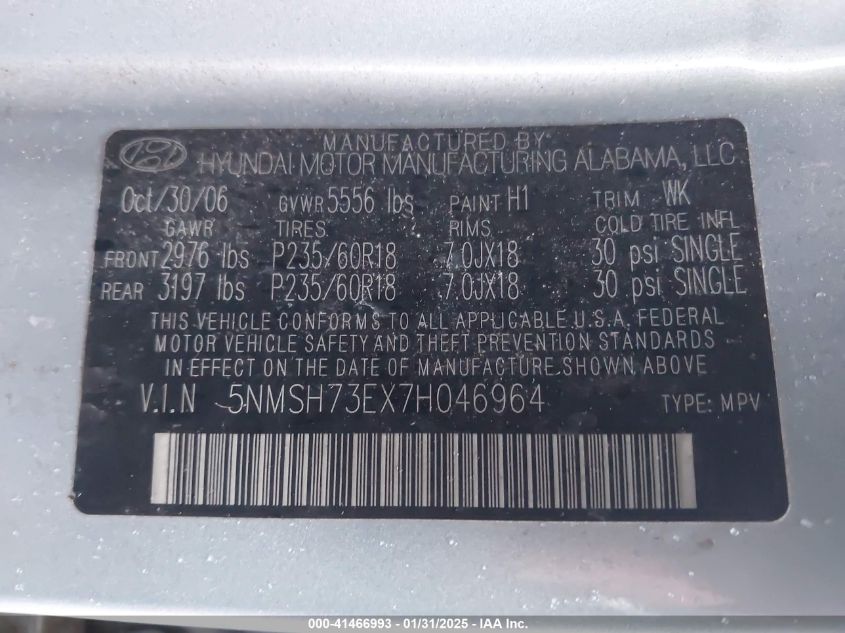 MANUFACTURED BY
HYUNDAI MOTOR MANUFACTURING ALABAMA, LLC
Oct/30/06 GVWR 5556 lbs PAINT H1 TRIM WK
GAWR TIRES RIMS COLD TIRE INFL
FRONT 2976 lbs P235/60R18 7.0JX18 30 psi SINGLE
REAR 3197 lbs P235/60R18 7.0JX18 30 psi SINGLE
THIS VEHICLE CONFORMS TO ALL APPLICABLE U.S.A. FEDERAL
MOTOR VEHICLE SAFETY AND THEFT PREVENTION STANDARDS
IN EFFECT ON THE DATE OF MANUFACTURE SHOWN ABOVE.
V.I.N 5NMSH73EX7H046964 TYPE: MPV
000-41466993 - 01/31/2025 - IAA Inc.